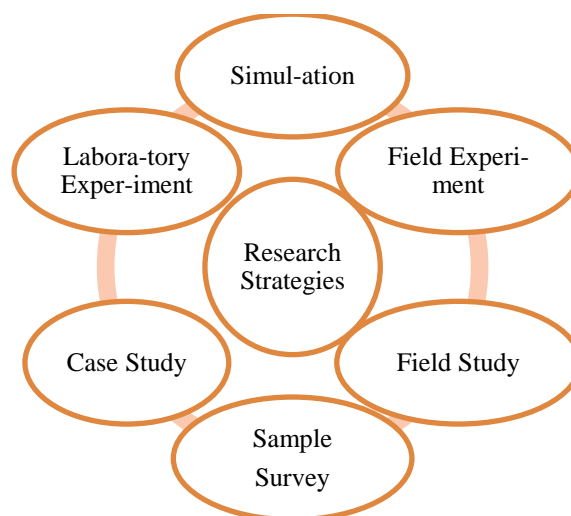 Simul-ation
Labora-tory
Exper-iment
Field Experi-
ment
Research
Strategies
Case Study
Field Study
Sample
Survey